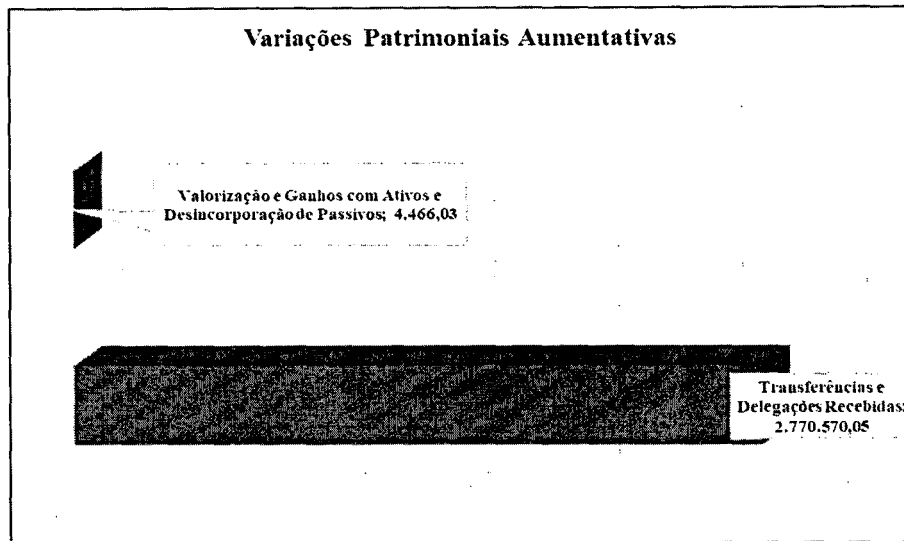 Variações Patrimoniais Aumentativas
Valorização e Ganhos com Ativos e
Desincorporação de Passivos; 4.466,03
Transferências e
Delegações Recebidas;
2.770.570,05